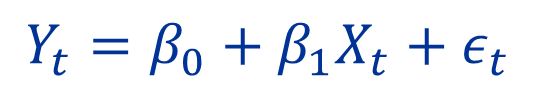 Yₜ = β₀ + β₁Xₜ + ϵₜ